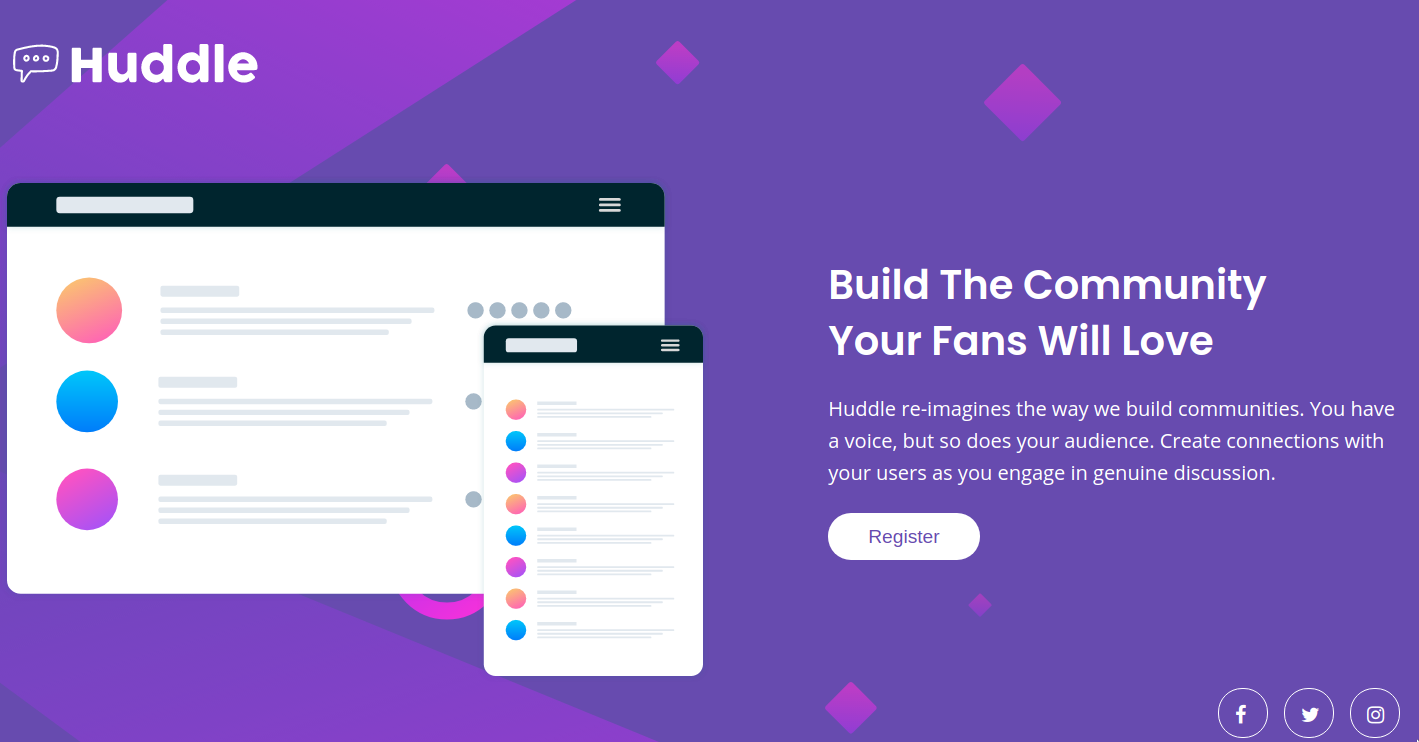 Huddle
Build The Community
Your Fans Will Love
Huddle re-imagines the way we build communities. You have
a voice, but so does your audience. Create connections with
your users as you engage in genuine discussion.
Register